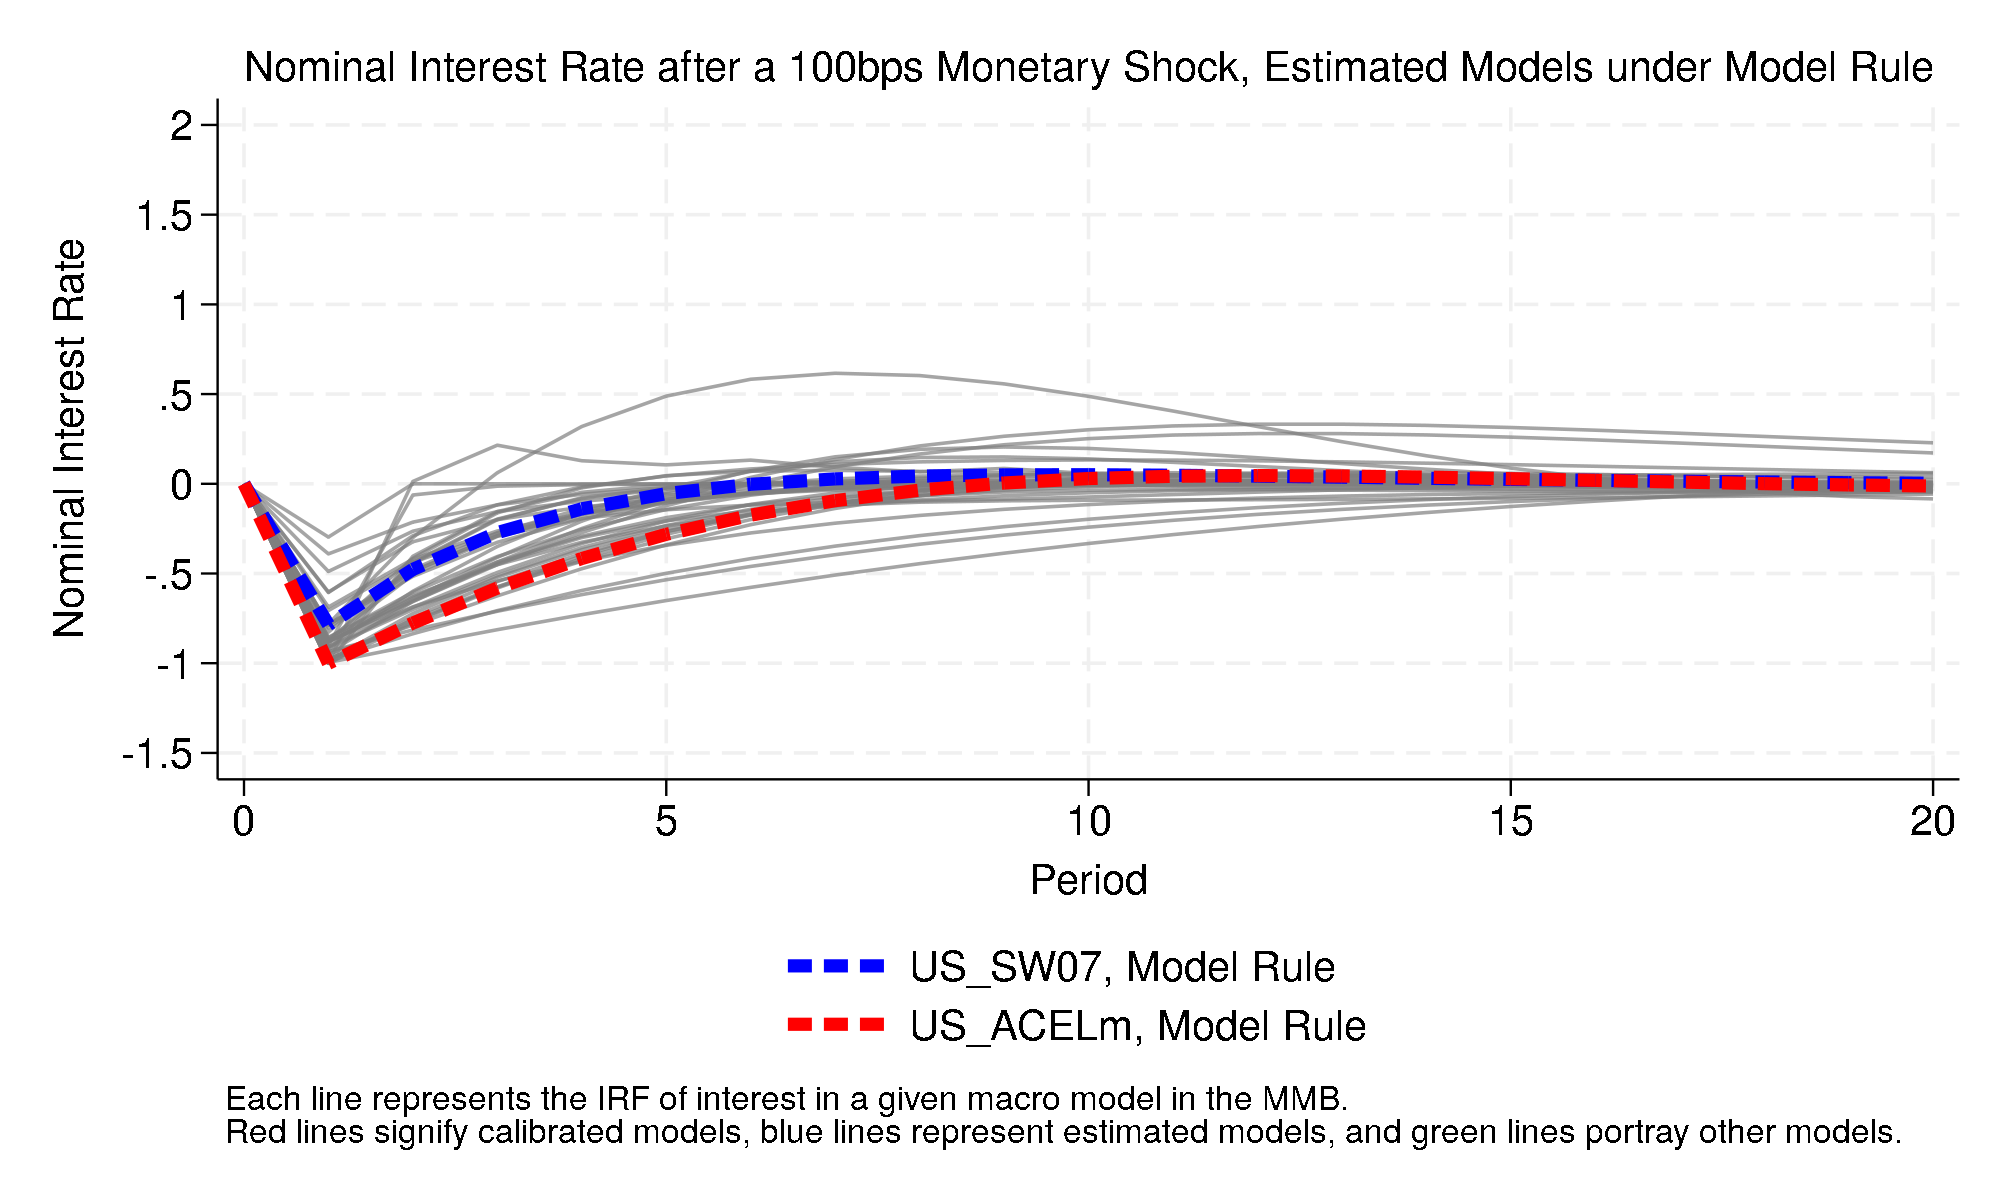 Nominal Interest Rate after a 100bps Monetary Shock, Estimated Models under Model Rule
Nominal Interest Rate
2
1.5
1
.5
0
-.5
-1
-1.5
0 5 10 15 20
Period
US_SW07, Model Rule
US_ACELm, Model Rule
Each line represents the IRF of interest in a given macro model in the MMB.
Red lines signify calibrated models, blue lines represent estimated models, and green lines portray other models.